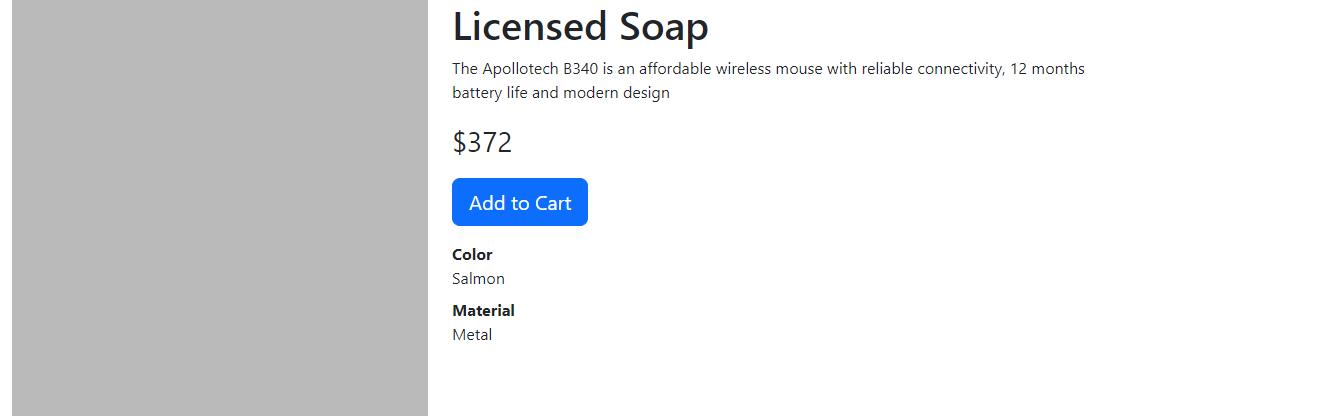 Licensed Soap
The Apollotech B340 is an affordable wireless mouse with reliable connectivity, 12 months
battery life and modern design
$372
Add to Cart
Color
Salmon
Material
Metal